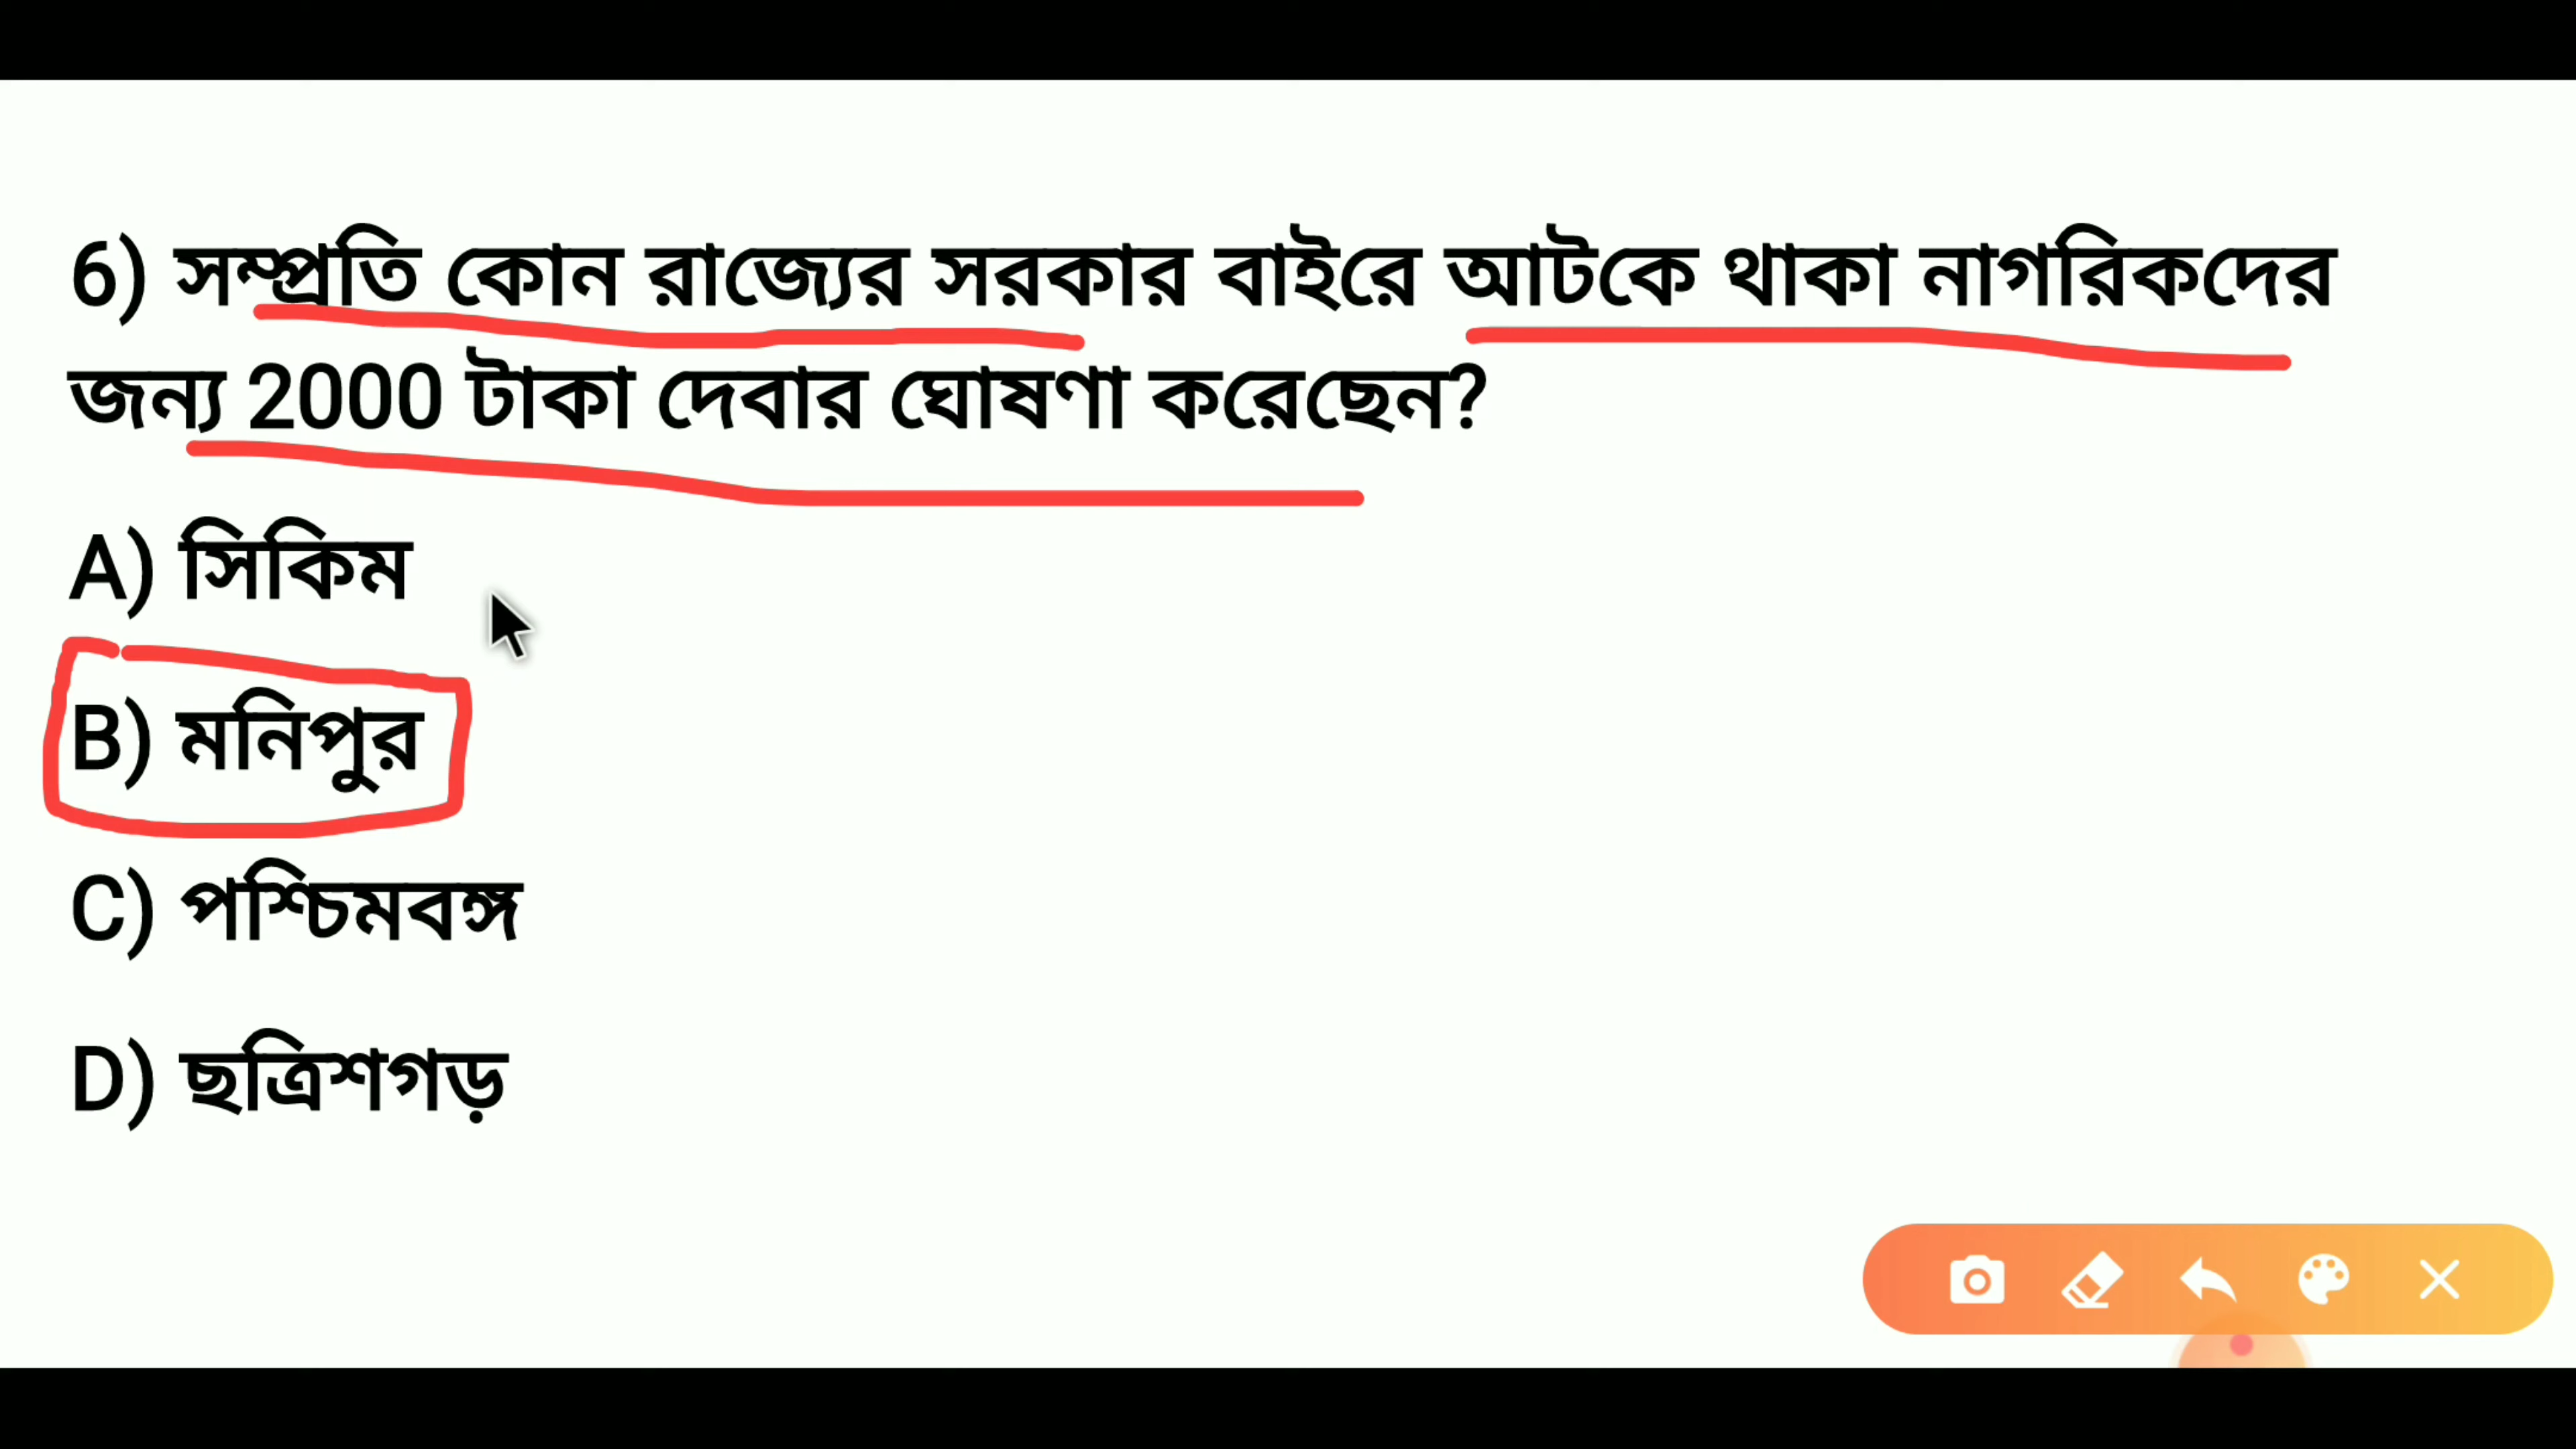 6) সম্প্রতি কোন রাজ্যের সরকার বাইরে আটকে থাকা নাগরিকদের
জন্য 2000 টাকা দেবার ঘোষণা করেছেন?
A) সিকিম
B) মনিপুর
C) পশ্চিমবঙ্গ
D) ছত্রিশগড়